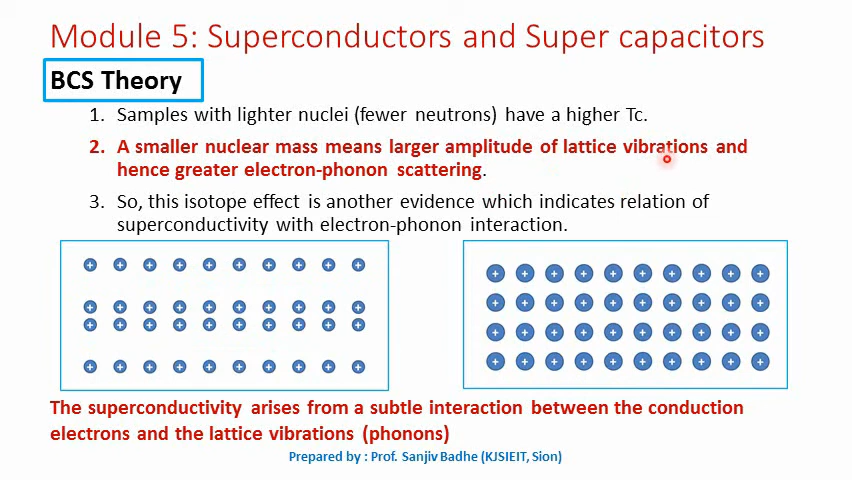 Module 5: Superconductors and Super capacitors
BCS Theory
1. Samples with lighter nuclei (fewer neutrons) have a higher Tc.
2. A smaller nuclear mass means larger amplitude of lattice vibrations and
hence greater electron-phonon scattering.
3. So, this isotope effect is another evidence which indicates relation of
superconductivity with electron-phonon interaction.
+ + + + + + + + + +
+ + + + + + + + + +
+ + + + + + + + + +
+ + + + + + + + + +
+ + + + + + + + + +
+ + + + + + + + + +
+ + + + + + + + + +
+ + + + + + + + + +
The superconductivity arises from a subtle interaction between the conduction
electrons and the lattice vibrations (phonons)
Prepared by : Prof. Sanjiv Badhe (KJSIEIT, Sion)